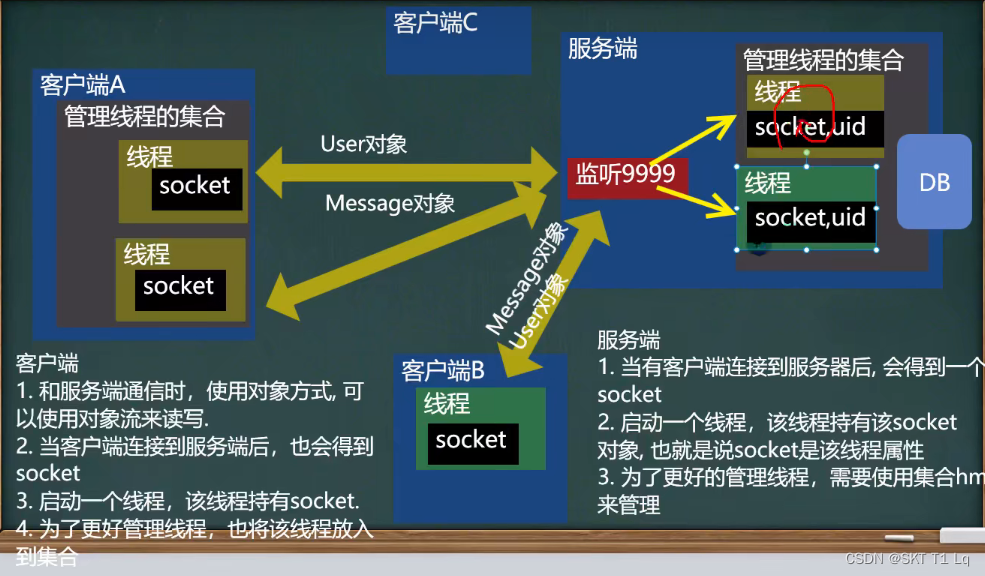 客户端C
服务端
管理线程的集合
线程
socket,uid
监听9999
线程
socket,uid
DB
客户端A
管理线程的集合
线程
socket
线程
socket
User对象
Message对象
Message对象
User对象
客户端B
线程
socket
客户端
1. 和服务端通信时，使用对象方式, 可
以使用对象流来读写.
2. 当客户端连接到服务端后，也会得到
socket
3. 启动一个线程，该线程持有socket.
4. 为了更好管理线程，也将该线程放入
到集合
服务端
1. 当有客户端连接到服务器后, 会得到一个
socket
2. 启动一个线程，该线程持有该socket
对象, 也就是说socket是该线程属性
3. 为了更好的管理线程，需要使用集合hm
来管理
CSDN @SKT T1 Lq